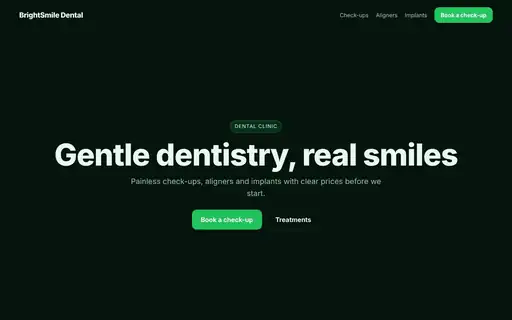 BrightSmile Dental
Check-ups Aligners Implants Book a check-up
DENTAL CLINIC
Gentle dentistry, real smiles
Painless check-ups, aligners and implants with clear prices before we
start.
Book a check-up Treatments